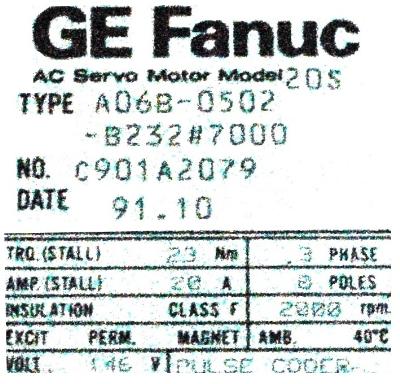 GE Fanuc
AC Servo Motor Model 20S
TYPE A06B-0502
-B232#7000
NO. C901A2079
DATE 91.10
TRQ.(STALL) 23 Nm 3 PHASE
AMP.(STALL) 20 A 8 POLES
INSULATION CLASS F 2000 rpm
EXCIT PERM. MAGNET AMB. 40°C
VOLT 146 V PULSE CODER